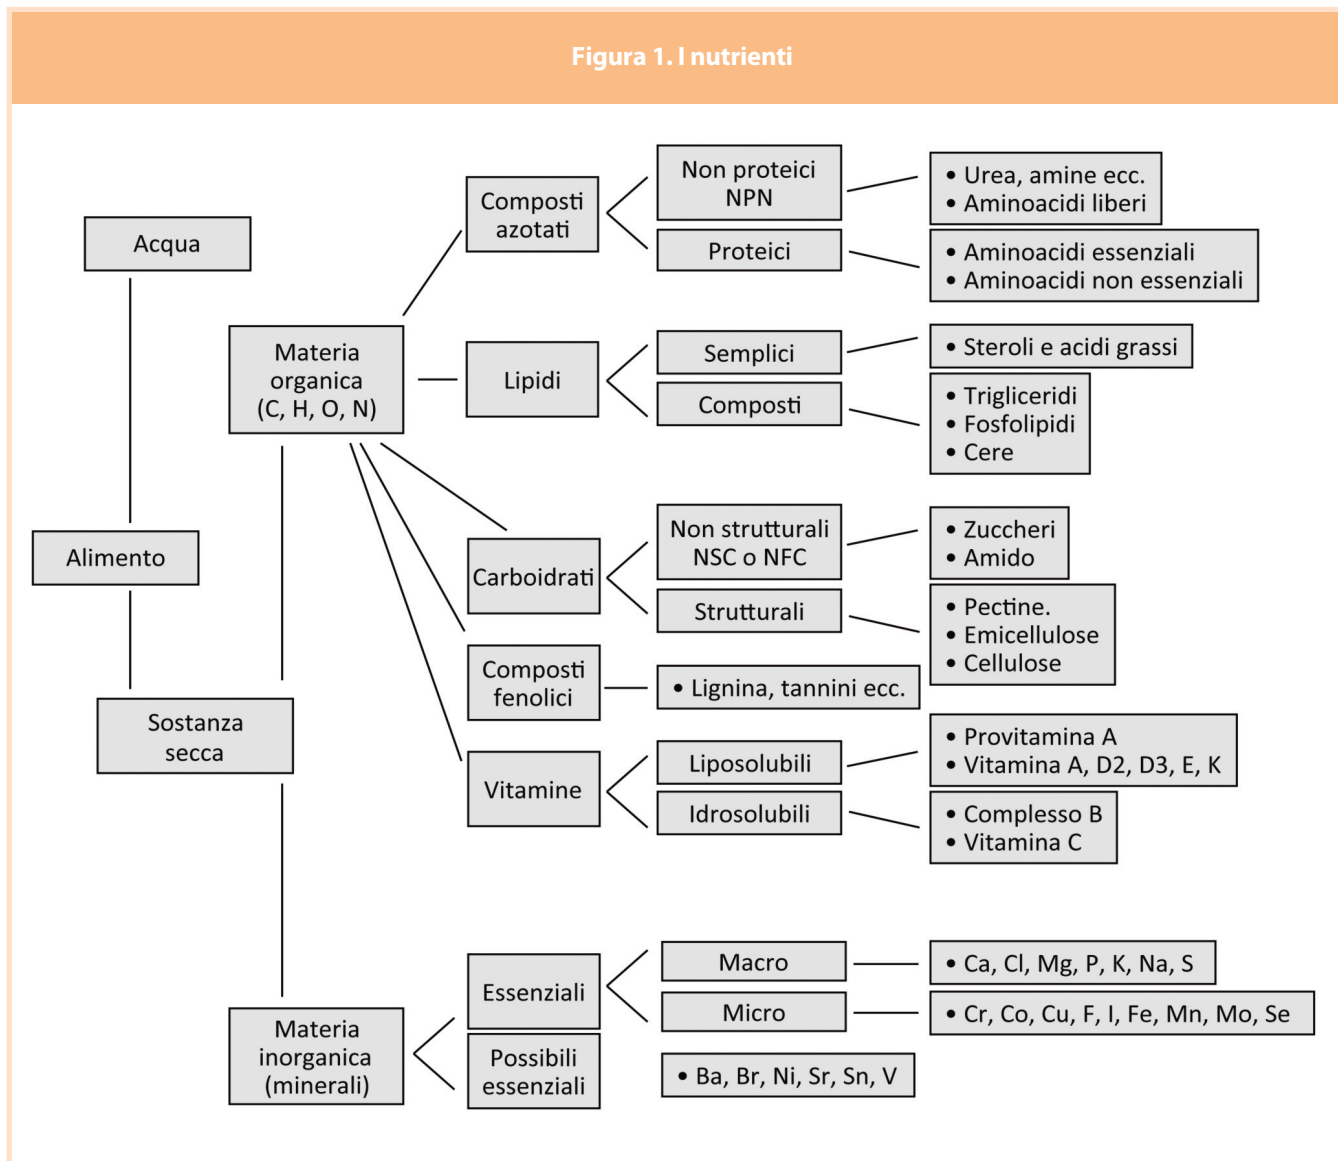 Figura 1. I nutrienti
Acqua
Alimento
Sostanza
secca
Materia
organica
(C, H, O, N)
Composti
azotati
Non proteici
NPN
• Urea, amine ecc.
• Aminoacidi liberi
Proteici
• Aminoacidi essenziali
• Aminoacidi non essenziali
Lipidi
Semplici
• Steroli e acidi grassi
Composti
• Trigliceridi
• Fosfolipidi
• Cere
Carboidrati
Non strutturali
NSC o NFC
• Zuccheri
• Amido
Strutturali
• Pectine.
• Emicellulose
• Cellulose
Composti
fenolici
• Lignina, tannini ecc.
Vitamine
Liposolubili
• Provitamina A
• Vitamina A, D2, D3, E, K
Idrosolubili
• Complesso B
• Vitamina C
Materia
inorganica
(minerali)
Essenziali
Macro
• Ca, Cl, Mg, P, K, Na, S
Micro
• Cr, Co, Cu, F, I, Fe, Mn, Mo, Se
Possibili
essenziali
• Ba, Br, Ni, Sr, Sn, V